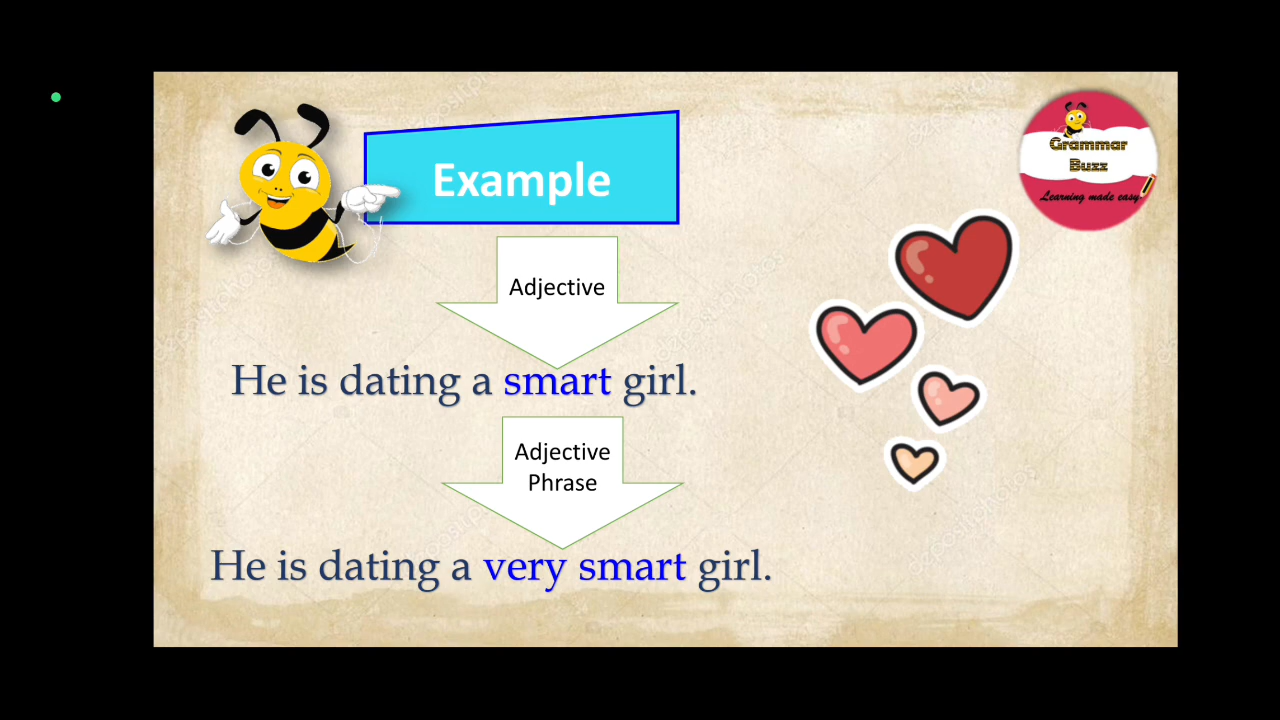 Example
Grammar
Buzz
Learning made easy
Adjective
He is dating a smart girl.
Adjective
Phrase
He is dating a very smart girl.